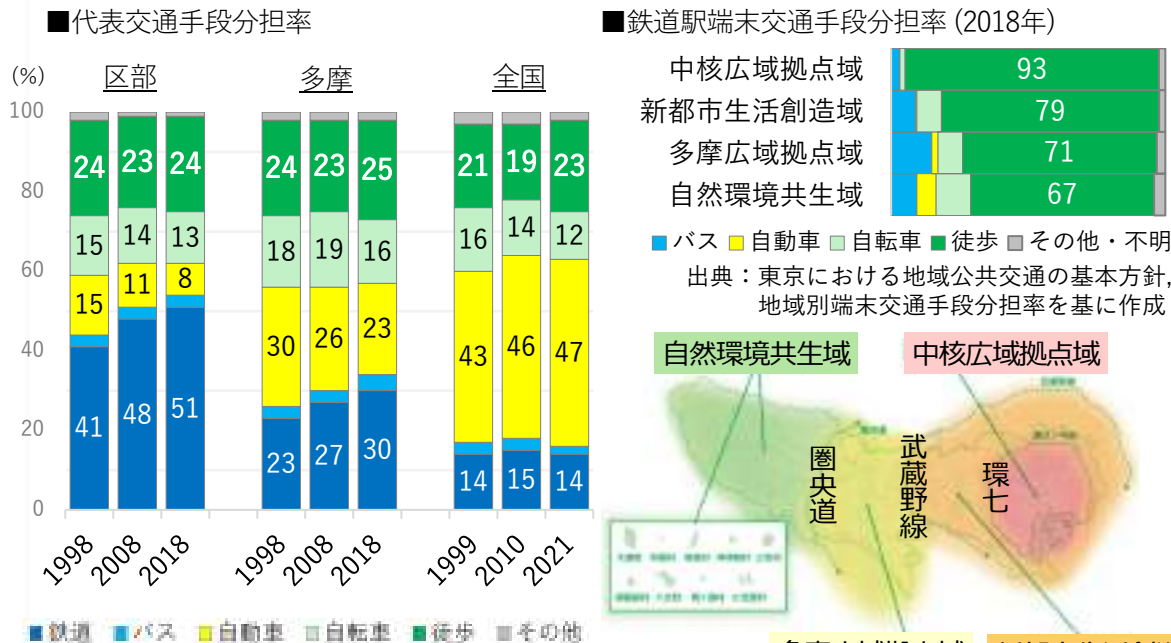 ■代表交通手段分担率
(%)
区部 多摩 全国
100
80
60
40
20
0
24 23 24 24 23 25 21 19 23
15 14 13 18 19 16 16 14 12
15 11 8 30 26 23 43 46 47
41 48 51 23 27 30 14 15 14
1998 2008 2018 1998 2008 2018 1999 2010 2021
■鉄道 ■バス ■自動車 ■自転車 ■徒歩 ■その他
■鉄道駅端末交通手段分担率 (2018年)
中核広域拠点域 93
新都市生活創造域 79
多摩広域拠点域 71
自然環境共生域 67
■バス ■自動車 ■自転車 ■徒歩 ■その他・不明
出典：東京における地域公共交通の基本方針,
地域別端末交通手段分担率を基に作成
自然環境共生域 中核広域拠点域
圏央道
武蔵野線
環七